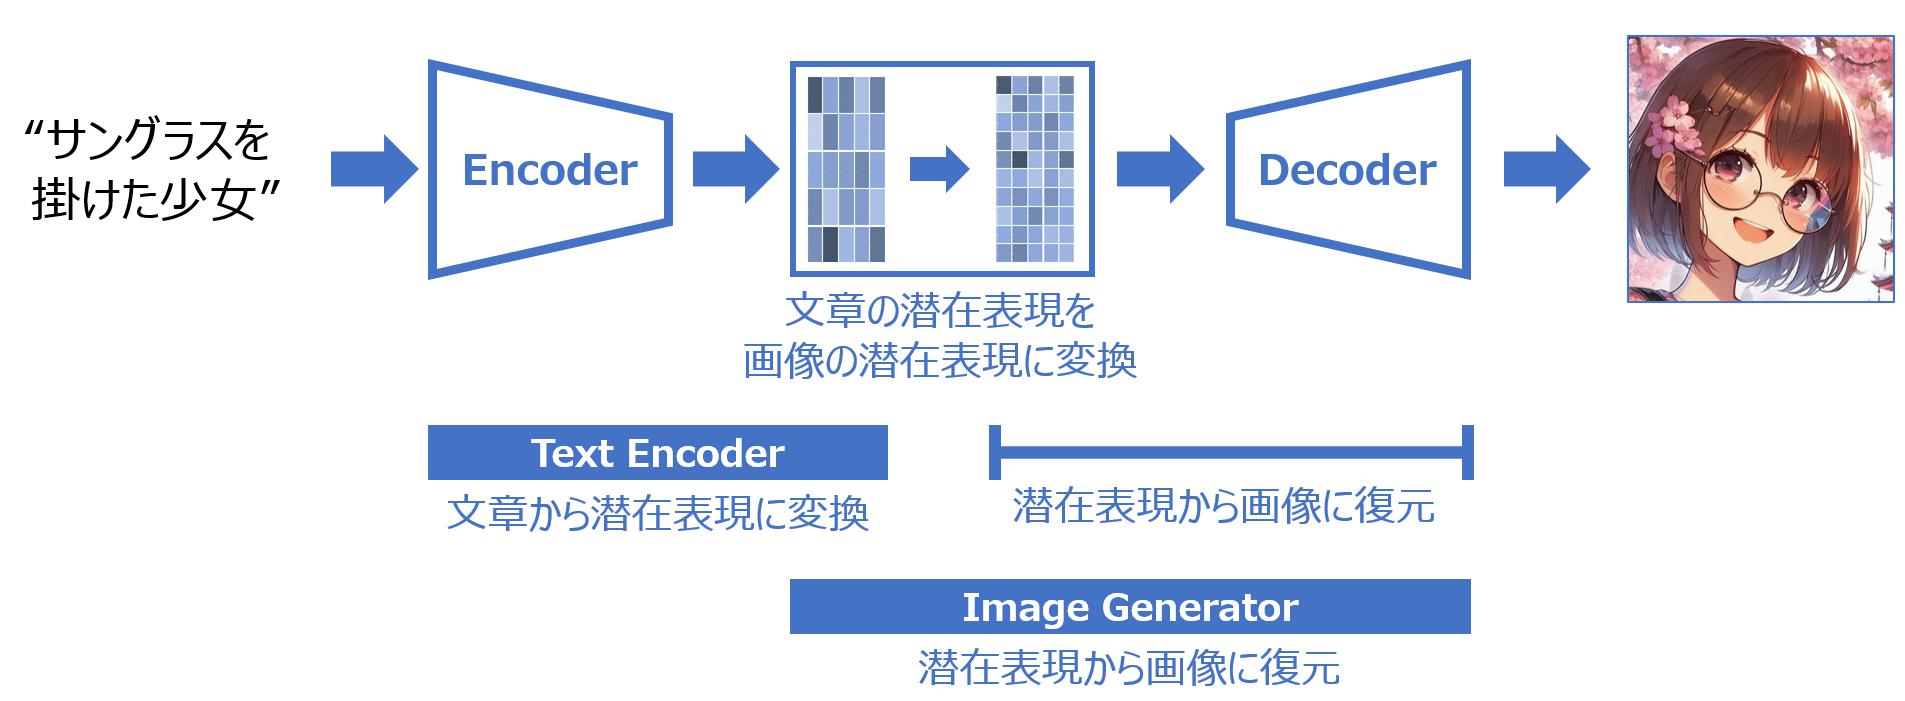 “サングラスを
掛けた少女”
Encoder
Decoder
文章の潜在表現を
画像の潜在表現に変換
Text Encoder
文章から潜在表現に変換
潜在表現から画像に復元
Image Generator
潜在表現から画像に復元